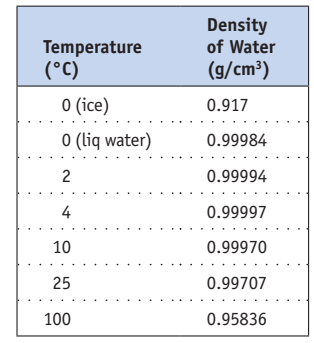 Temperature (°C) Density of Water (g/cm³)
0 (ice) 0.917
0 (liq water) 0.99984
2 0.99994
4 0.99997
10 0.99970
25 0.99707
100 0.95836